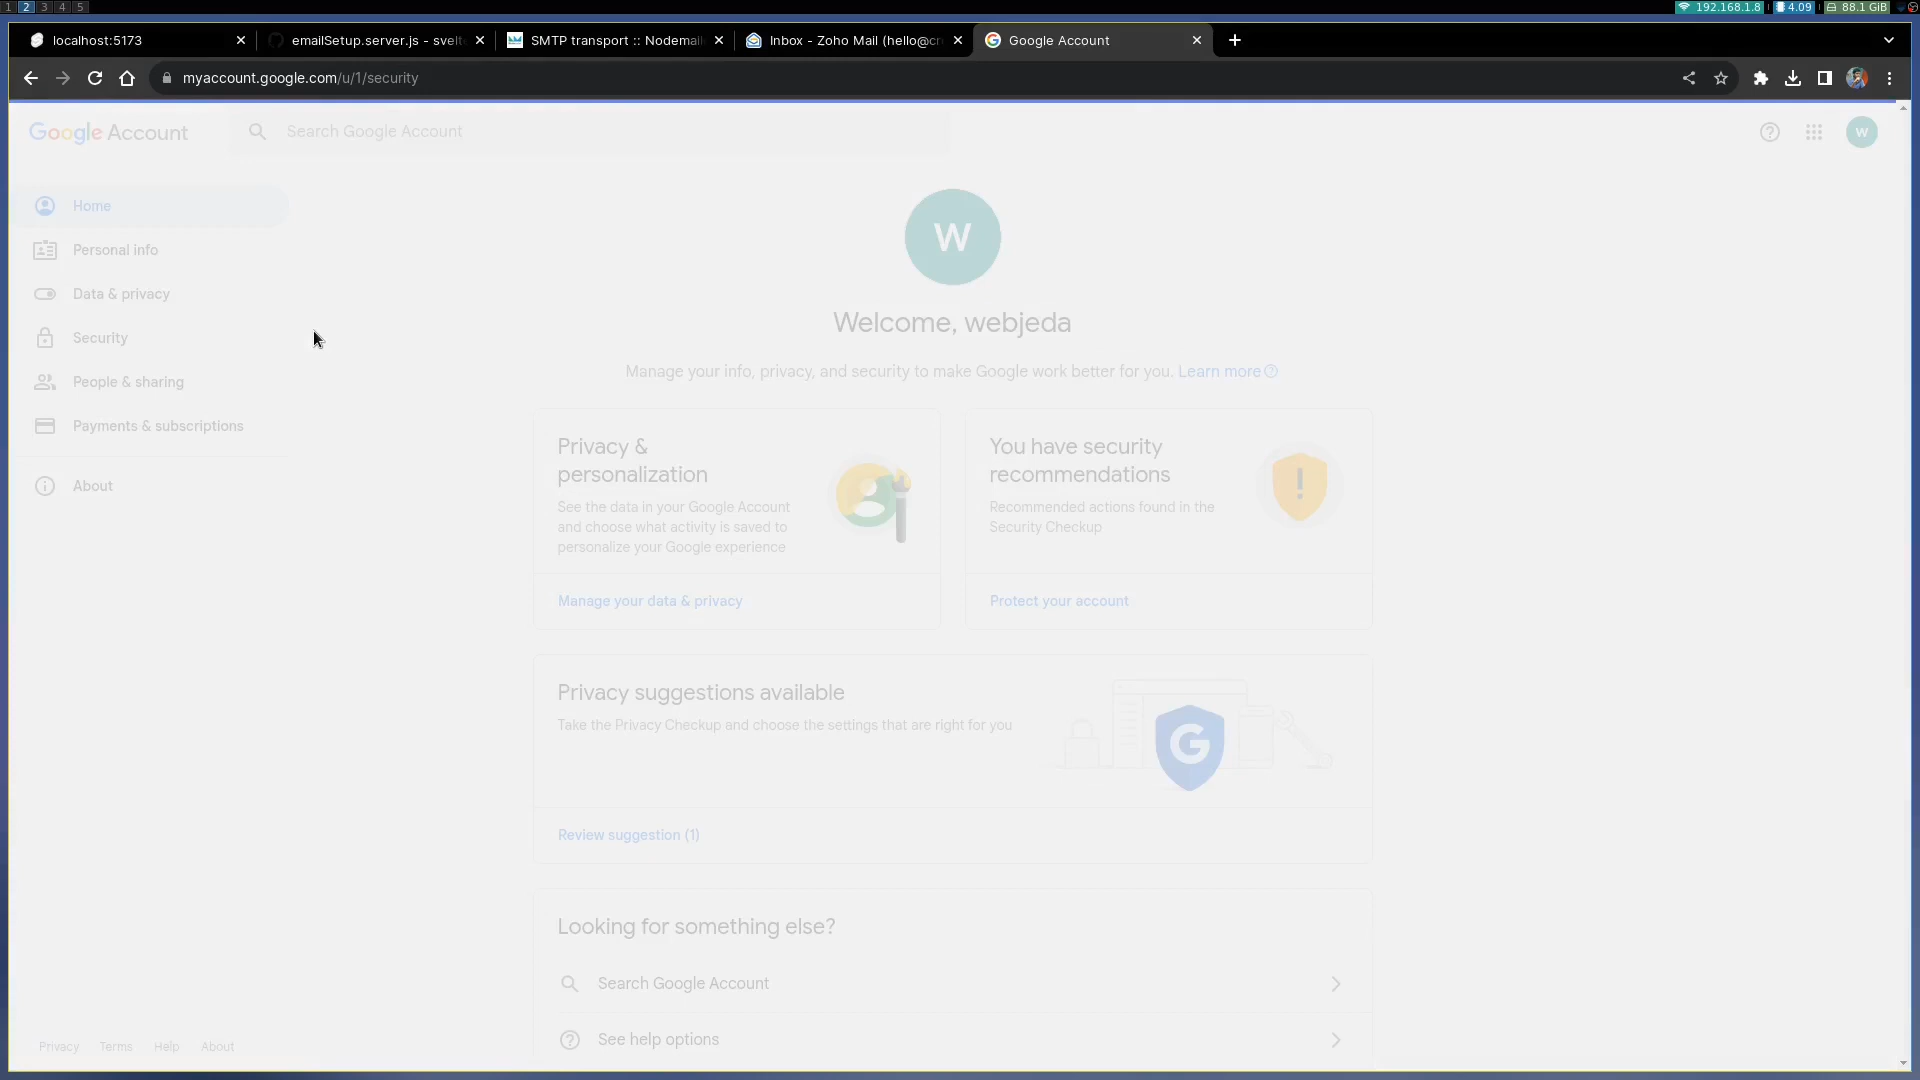 1 2 3 4 5
192.168.1.8 4.09 88.1 GiB
localhost:5173
emailSetup.server.js - svelt
SMTP transport :: Nodemail
Inbox - Zoho Mail (hello@cr
Google Account
myaccount.google.com/u/1/security
Google Account
Search Google Account
W
Home
Personal info
Data & privacy
Security
People & sharing
Payments & subscriptions
About
W
Welcome, webjeda
Manage your info, privacy, and security to make Google work better for you. Learn more
Privacy &
personalization
See the data in your Google Account
and choose what activity is saved to
personalize your Google experience
Manage your data & privacy
You have security
recommendations
Recommended actions found in the
Security Checkup
Protect your account
Privacy suggestions available
Take the Privacy Checkup and choose the settings that are right for you
G
Review suggestion (1)
Looking for something else?
Search Google Account
See help options
Privacy Terms Help About